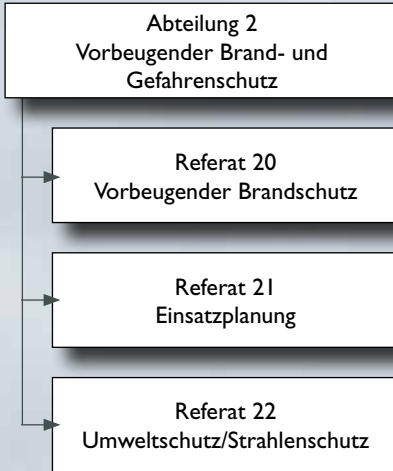 Abteilung 2
Vorbeugender Brand- und
Gefahrenschutz
Referat 20
Vorbeugender Brandschutz
Referat 21
Einsatzplanung
Referat 22
Umweltschutz/Strahlenschutz